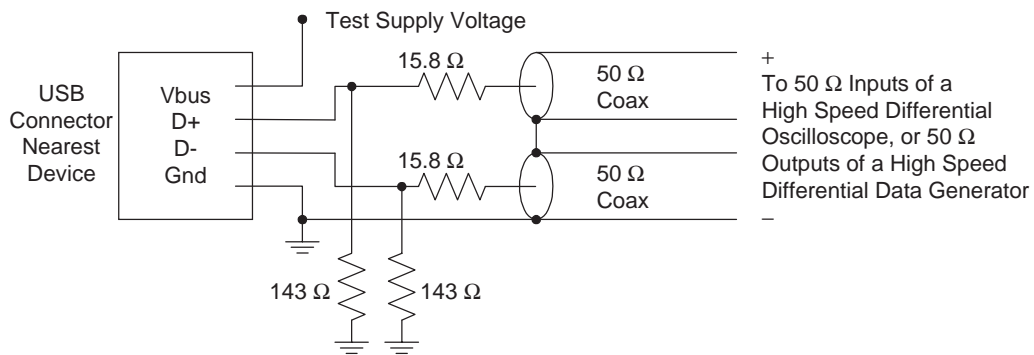 Test Supply Voltage
USB
Connector
Nearest
Device
Vbus
D+
D-
Gnd
15.8 Ω
50 Ω
Coax
15.8 Ω
50 Ω
Coax
143 Ω
143 Ω
+
To 50 Ω Inputs of a
High Speed Differential
Oscilloscope, or 50 Ω
Outputs of a High Speed
Differential Data Generator
−